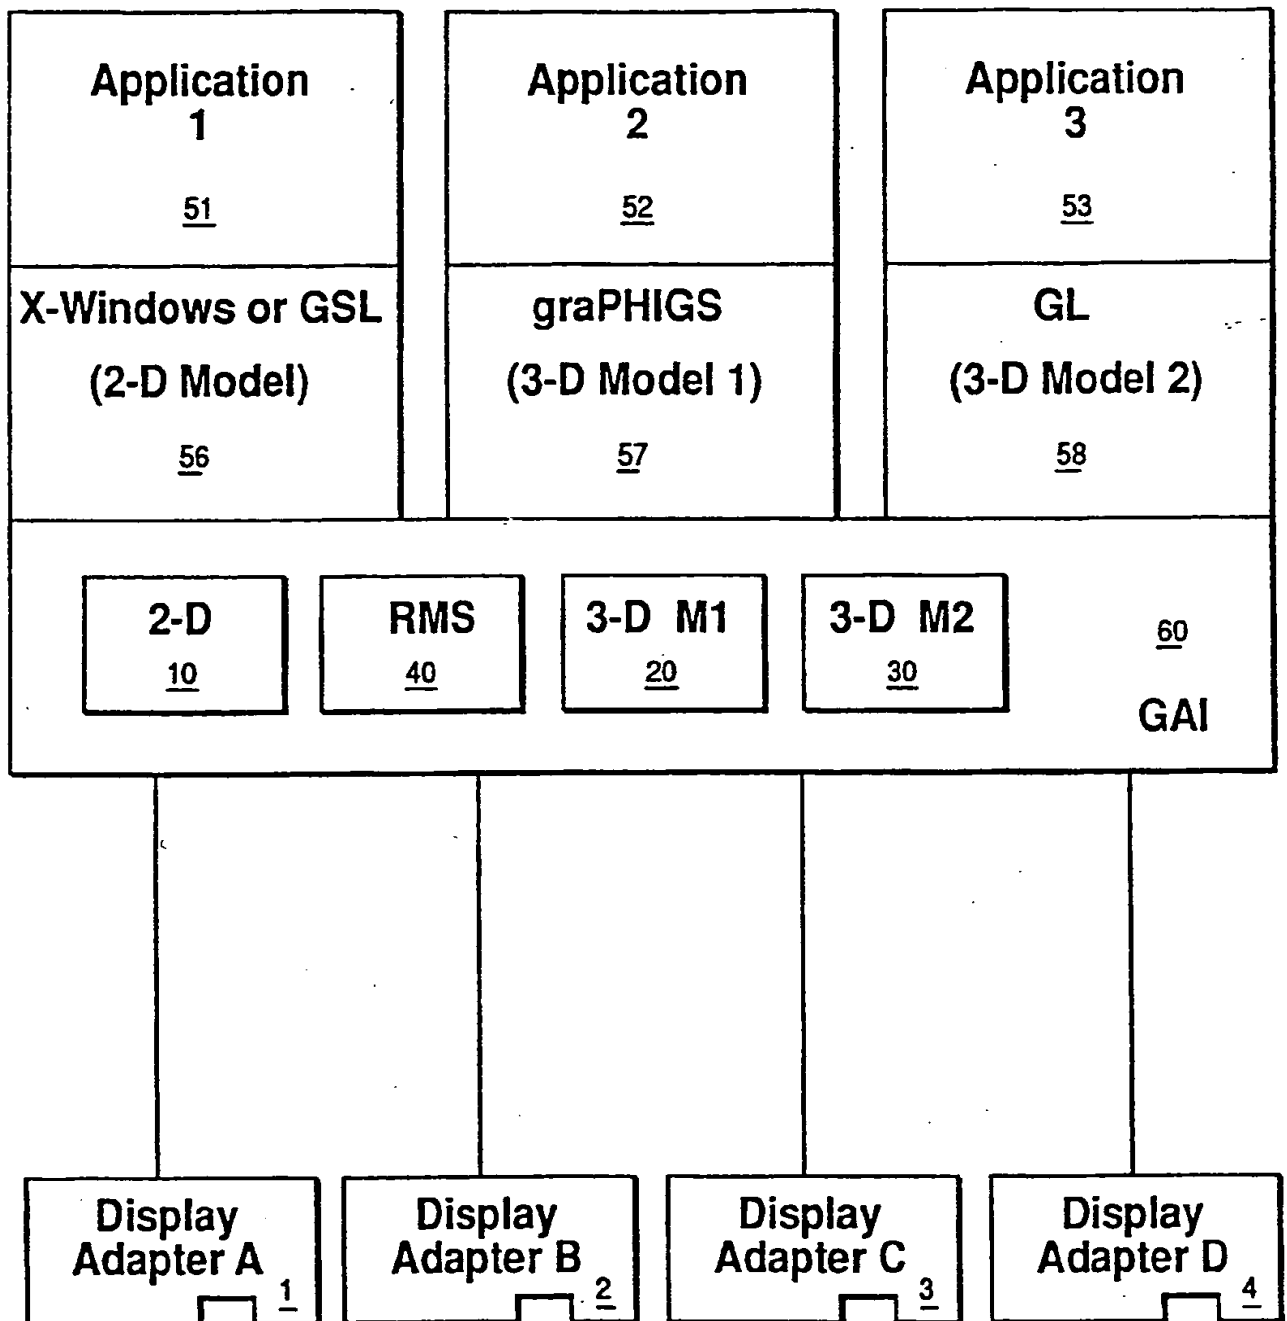 Application
1
51
Application
2
52
Application
3
53
X-Windows or GSL
(2-D Model)
56
graPHIGS
(3-D Model 1)
57
GL
(3-D Model 2)
58
2-D
10
RMS
40
3-D M1
20
3-D M2
30
60
GAI
Display
Adapter A
1
Display
Adapter B
2
Display
Adapter C
3
Display
Adapter D
4